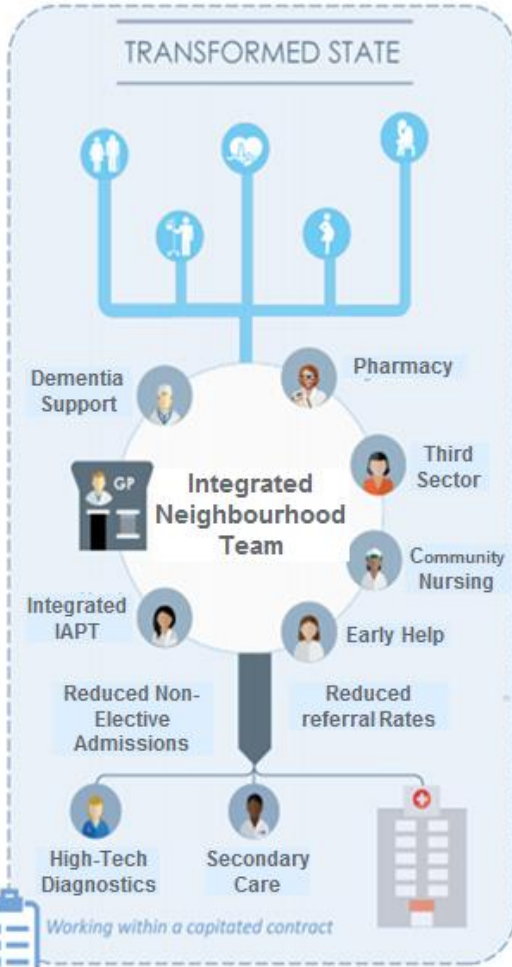 TRANSFORMED STATE
Dementia
Support
Pharmacy
GP
Third
Sector
Integrated
Neighbourhood
Team
Community
Nursing
Integrated
IAPT
Early Help
Reduced Non-
Elective
Admissions
Reduced
referral Rates
High-Tech
Diagnostics
Secondary
Care
Working within a capitated contract